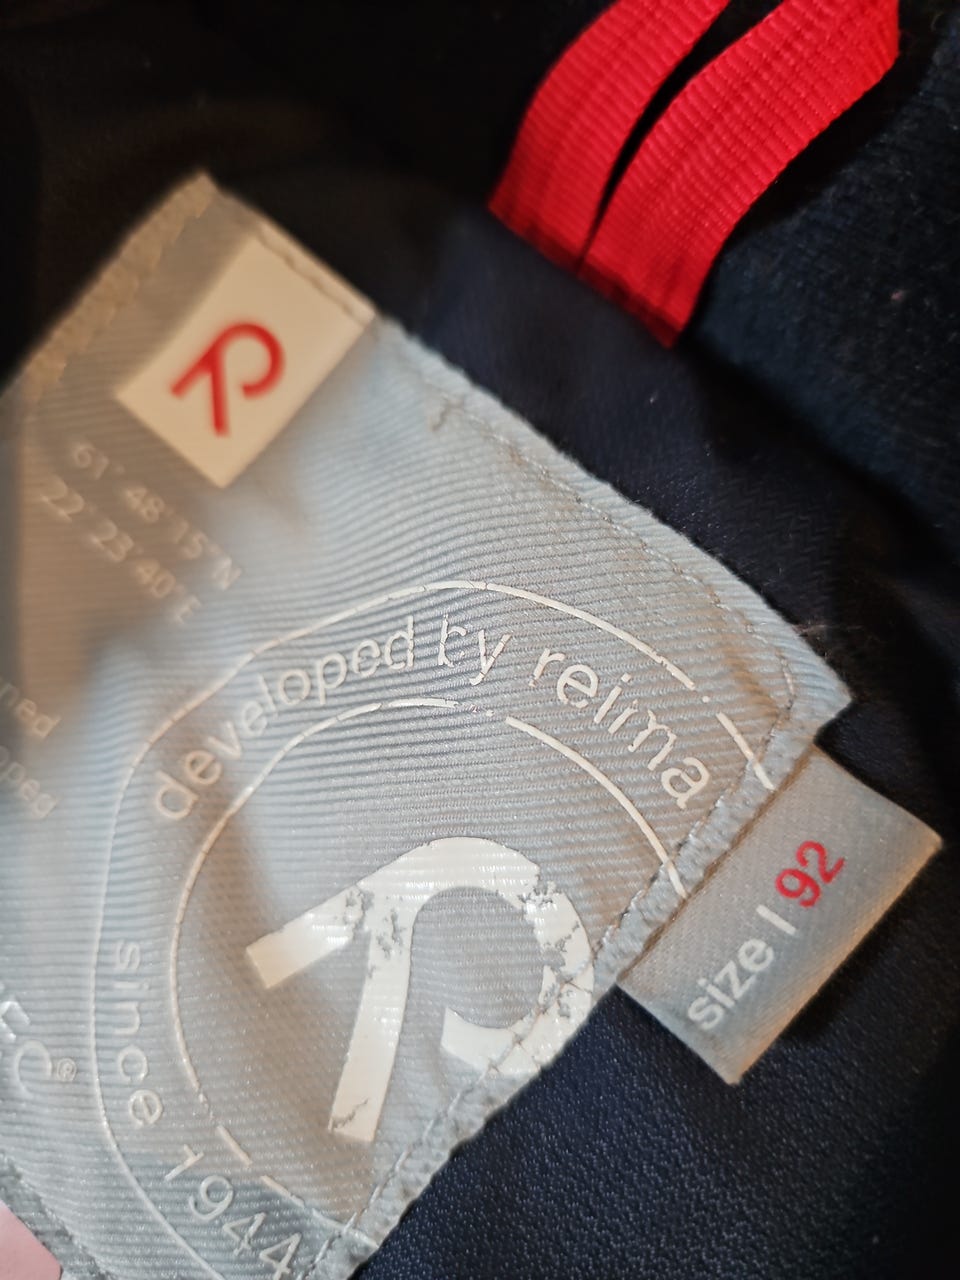 61° 48' 15" N
22° 23' 40" E
developed by reima
since 1944
size | 92